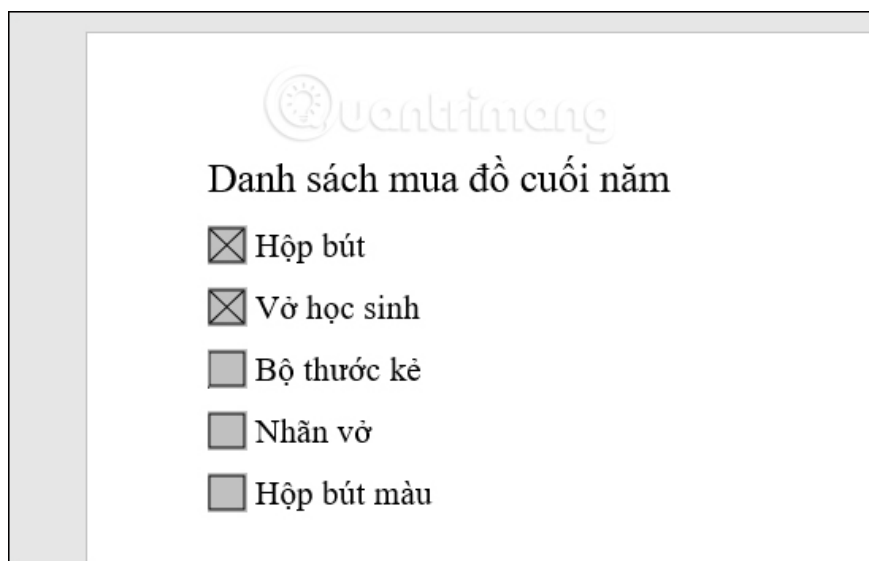 Quantrimang
Danh sách mua đồ cuối năm
☒ Hộp bút
☒ Vở học sinh
☐ Bộ thước kẻ
☐ Nhãn vở
☐ Hộp bút màu